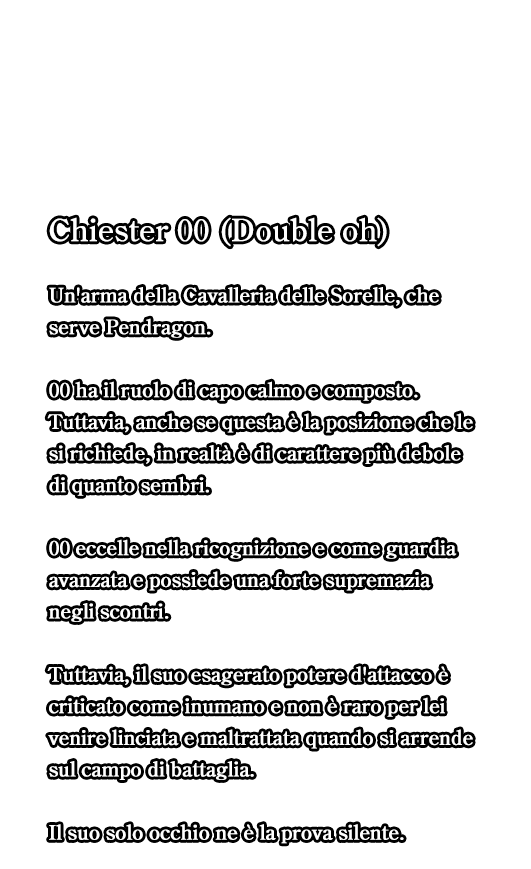 Chiester 00 (Double oh)
Un'arma della Cavalleria delle Sorelle, che
serve Pendragon.
00 ha il ruolo di capo calmo e composto.
Tuttavia, anche se questa è la posizione che le
si richiede, in realtà è di carattere più debole
di quanto sembri.
00 eccelle nella ricognizione e come guardia
avanzata e possiede una forte supremazia
negli scontri.
Tuttavia, il suo esagerato potere d'attacco è
criticato come inumano e non è raro per lei
venire linciata e maltrattata quando si arrende
sul campo di battaglia.
Il suo solo occhio ne è la prova silente.